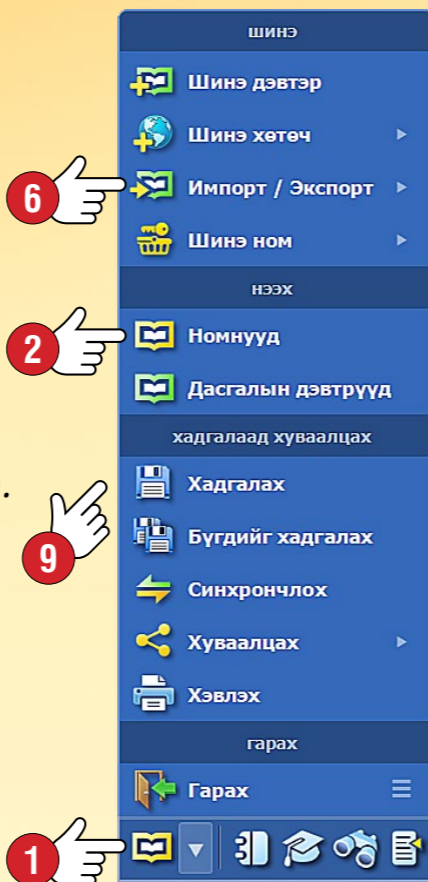 шинэ
Шинэ дэвтэр
Шинэ хөтөч
6
Импорт / Экспорт
Шинэ ном
нээх
2
Номнууд
Дасгалын дэвтрүүд
хадгалаад хуваалцах
.
Хадгалах
9
Бүгдийг хадгалах
Синхрончлох
Хуваалцах
Хэвлэх
гарах
Гарах
1